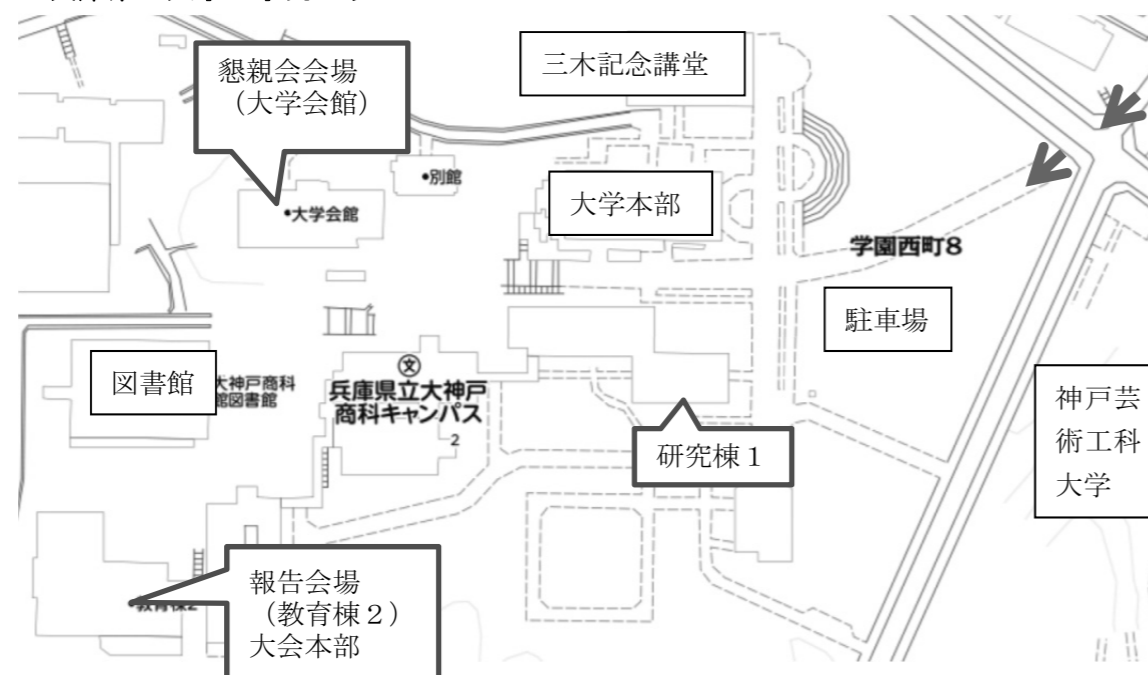 懇親会会場
（大学会館）
三木記念講堂
•別館
•大学会館
大学本部
学園西町8
駐車場
図書館
大神戸商科
館図書館
兵庫県立大神戸
商科キャンパス
2
神戸芸
術工科
大学
研究棟１
報告会場
（教育棟２）
大会本部